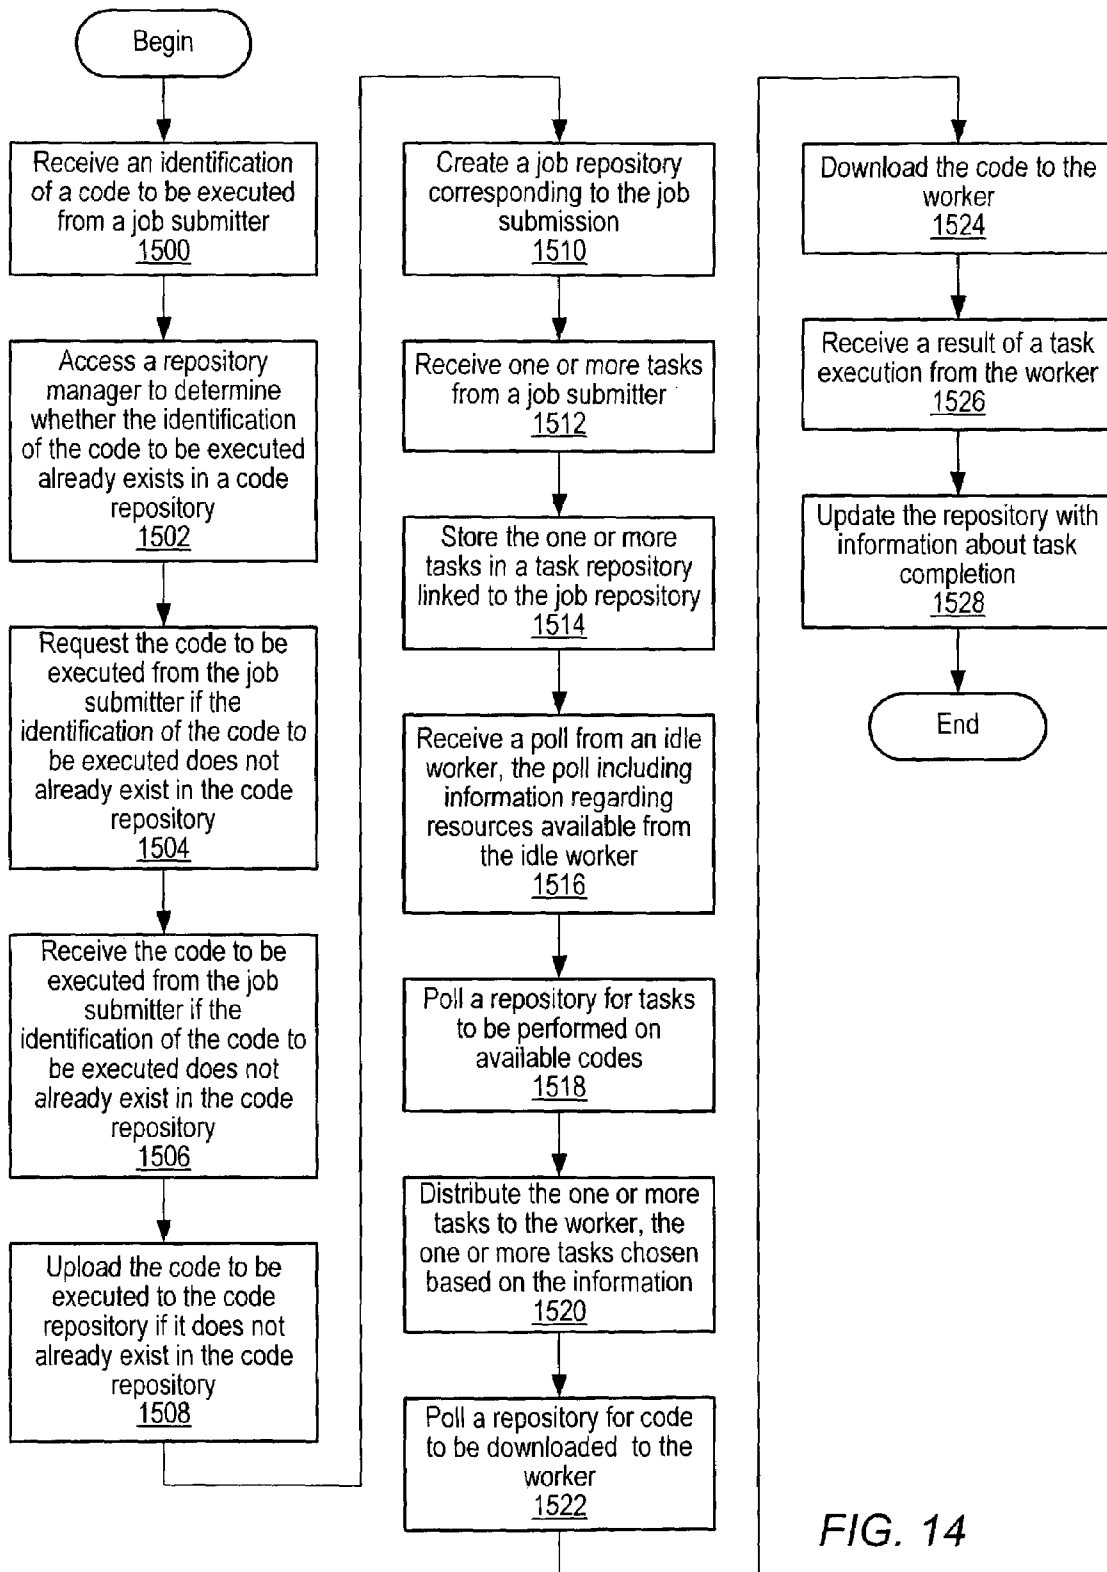 Begin
Receive an identification
of a code to be executed
from a job submitter
1500
Access a repository
manager to determine
whether the identification
of the code to be executed
already exists in a code
repository
1502
Request the code to be
executed from the job
submitter if the
identification of the code to
be executed does not
already exist in the code
repository
1504
Receive the code to be
executed from the job
submitter if the
identification of the code to
be executed does not
already exist in the code
repository
1506
Upload the code to be
executed to the code
repository if it does not
already exist in the code
repository
1508
Create a job repository
corresponding to the job
submission
1510
Receive one or more tasks
from a job submitter
1512
Store the one or more
tasks in a task repository
linked to the job repository
1514
Receive a poll from an idle
worker, the poll including
information regarding
resources available from
the idle worker
1516
Poll a repository for tasks
to be performed on
available codes
1518
Distribute the one or more
tasks to the worker, the
one or more tasks chosen
based on the information
1520
Poll a repository for code
to be downloaded to the
worker
1522
Download the code to the
worker
1524
Receive a result of a task
execution from the worker
1526
Update the repository with
information about task
completion
1528
End
FIG. 14